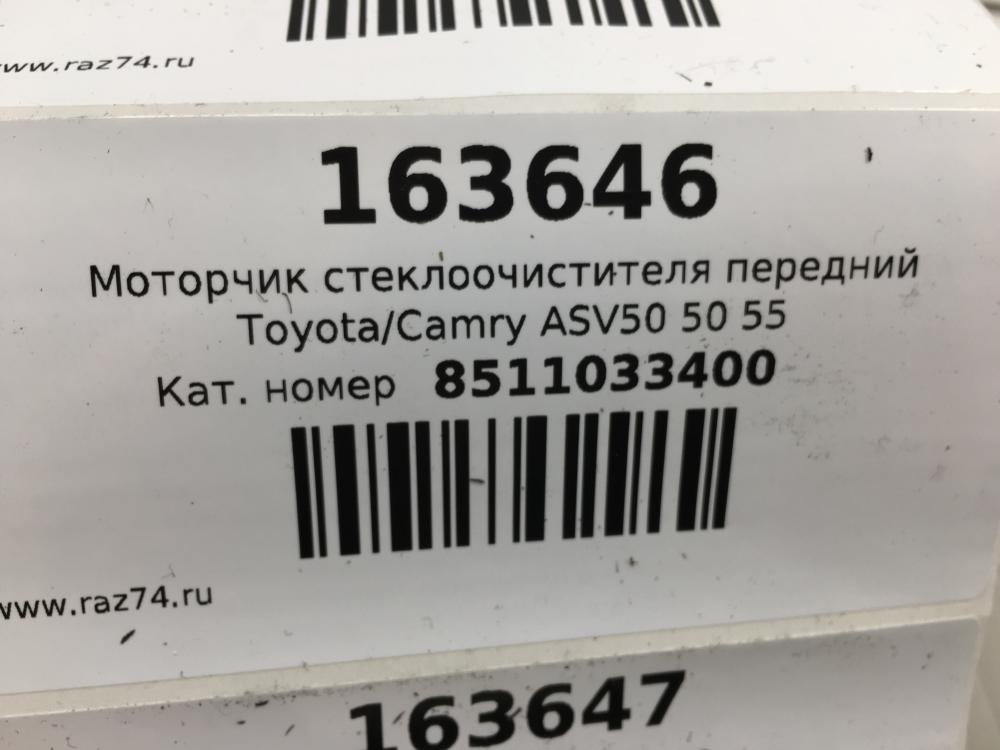 www.raz74.ru
163646
Моторчик стеклоочистителя передний
Toyota/Camry ASV50 50 55
Кат. номер 8511033400
www.raz74.ru
163647